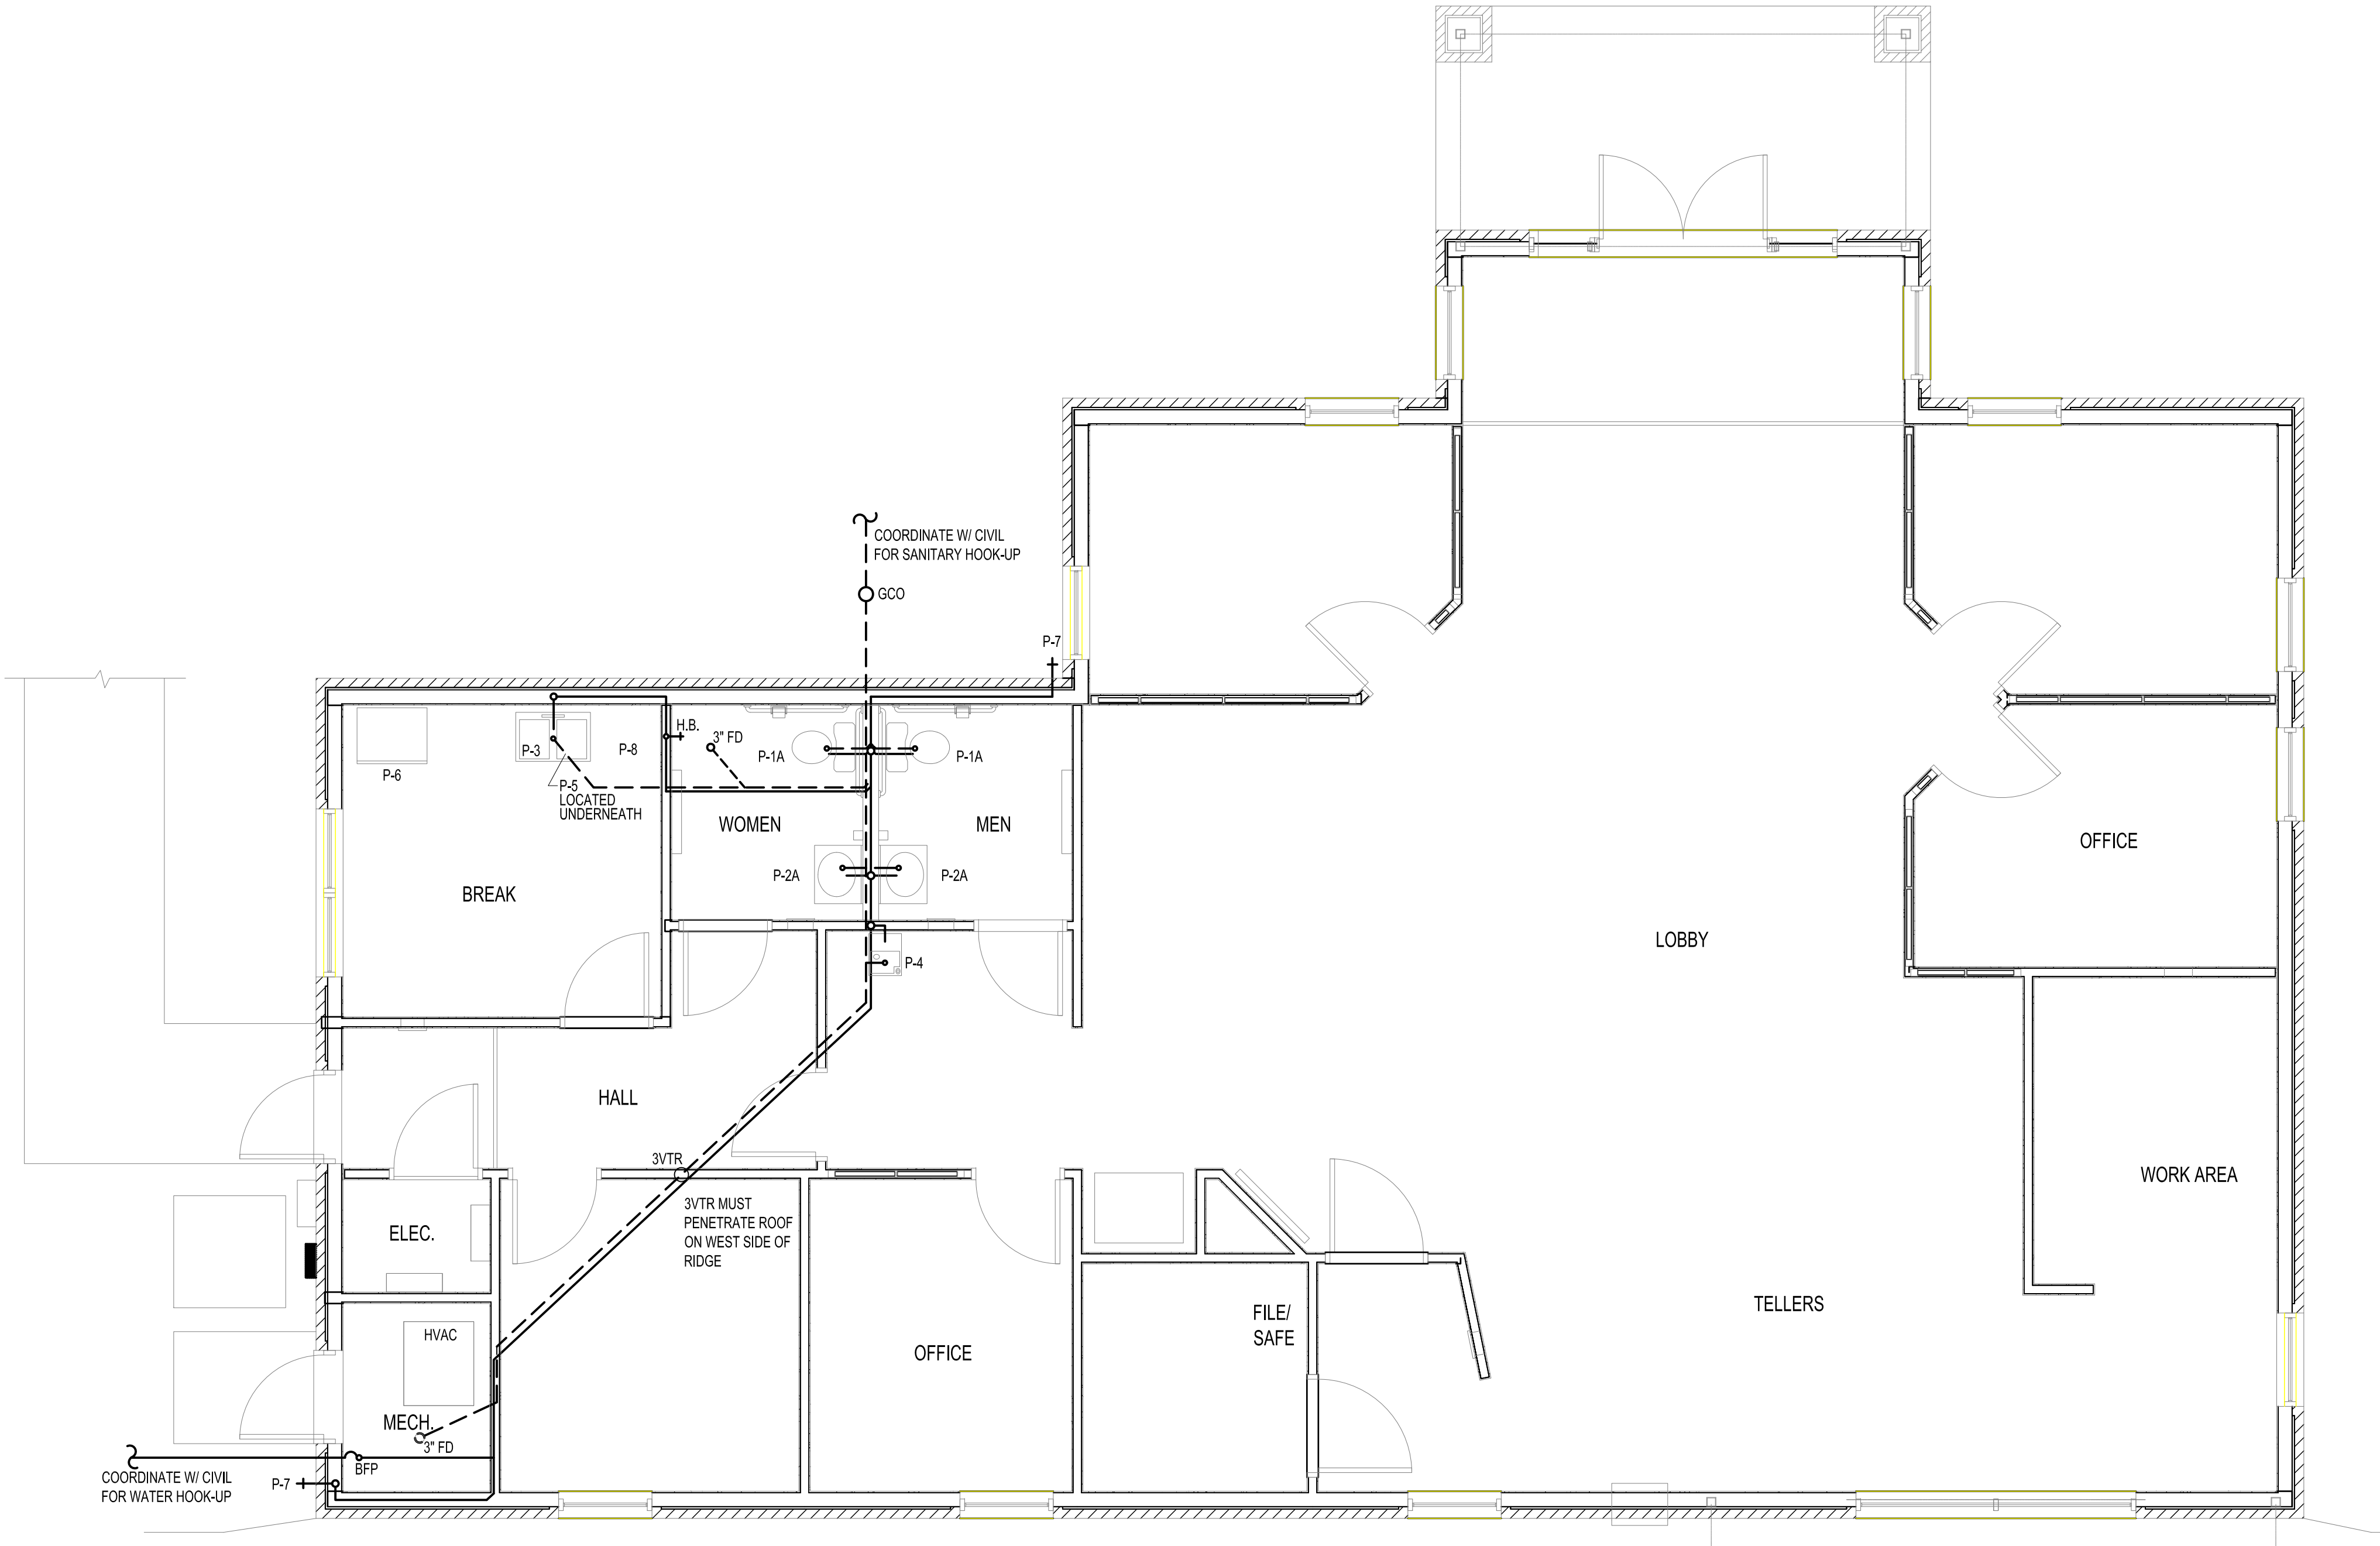 COORDINATE W/ CIVIL
FOR SANITARY HOOK-UP
GCO
P-7
H.B.
3" FD
P-3
P-8
P-1A
P-1A
P-6
P-5
LOCATED
UNDERNEATH
WOMEN
MEN
OFFICE
P-2A
P-2A
BREAK
LOBBY
P-4
HALL
3VTR
WORK AREA
3VTR MUST
PENETRATE ROOF
ON WEST SIDE OF
RIDGE
ELEC.
TELLERS
FILE/
SAFE
HVAC
OFFICE
MECH.
3" FD
BFP
COORDINATE W/ CIVIL
FOR WATER HOOK-UP
P-7